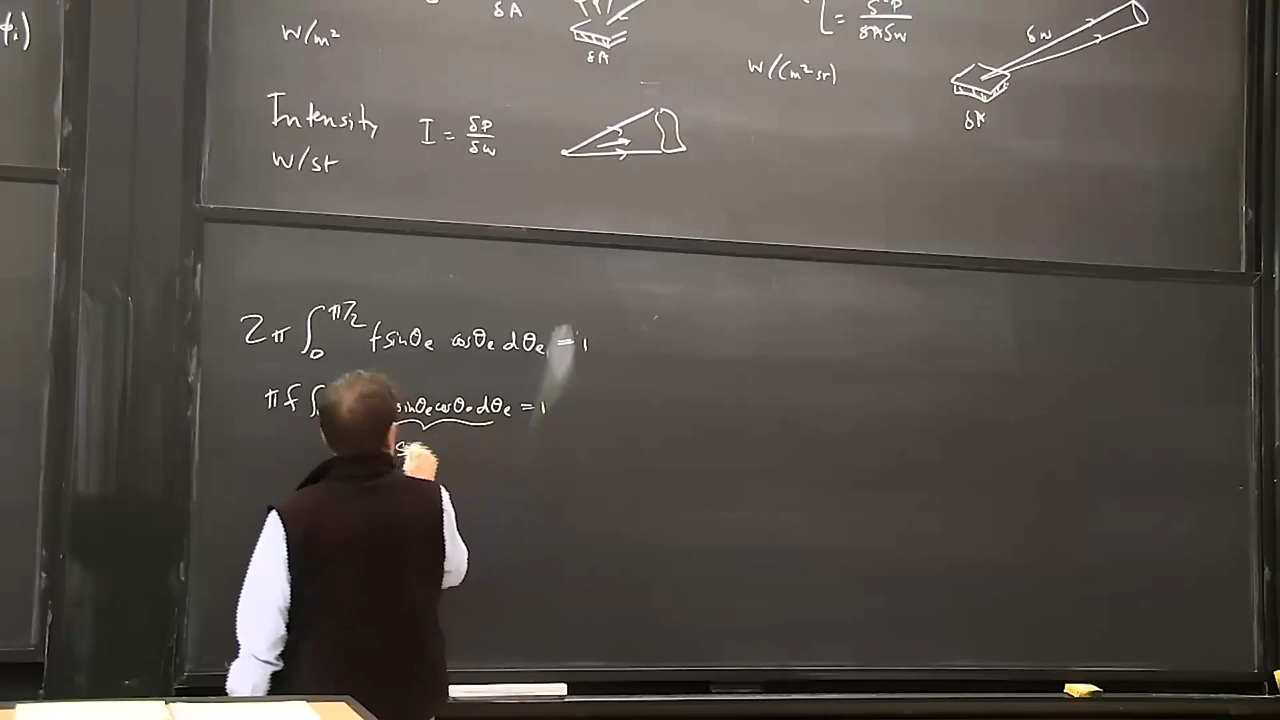 δA
W/m²
δA
L = δ²P/δAδω
W/(m² sr)
δω
δA
Intensity I = δP/δω
W/sr
2π ∫₀^π/2 f sinθₑ cosθₑ dθₑ = 1
πf ∫ sinθₑ cosθₑ dθₑ = 1